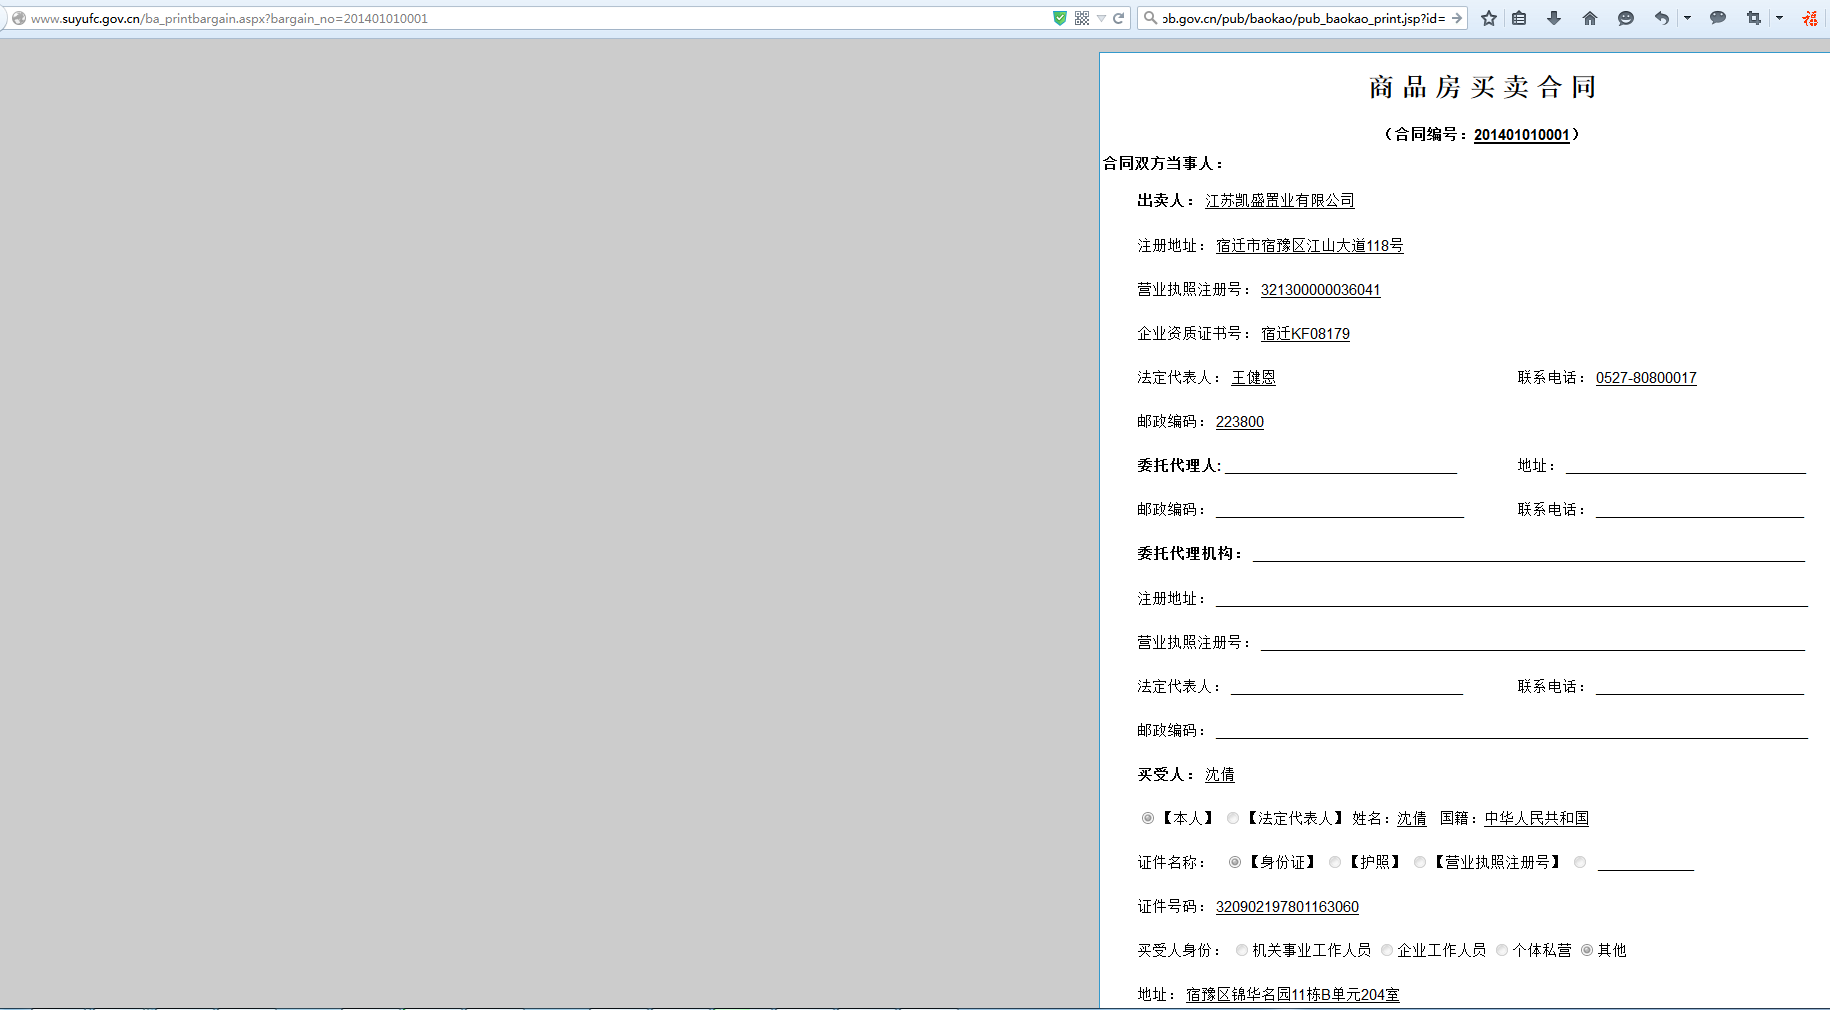 www.suyufc.gov.cn/ba_printbargain.aspx?bargain_no=201401010001
ob.gov.cn/pub/baokao/pub_baokao_print.jsp?id=
福
商品房买卖合同
（合同编号：201401010001）
合同双方当事人：
出卖人：江苏凯盛置业有限公司
注册地址：宿迁市宿豫区江山大道118号
营业执照注册号：321300000036041
企业资质证书号：宿迁KF08179
法定代表人：王健恩 联系电话：0527-80800017
邮政编码：223800
委托代理人: 地址：
邮政编码： 联系电话：
委托代理机构：
注册地址：
营业执照注册号：
法定代表人： 联系电话：
邮政编码：
买受人：沈倩
【本人】 【法定代表人】 姓名：沈倩 国籍：中华人民共和国
证件名称： 【身份证】 【护照】 【营业执照注册号】
证件号码：320902197801163060
买受人身份： 机关事业工作人员 企业工作人员 个体私营 其他
地址：宿豫区锦华名园11栋B单元204室